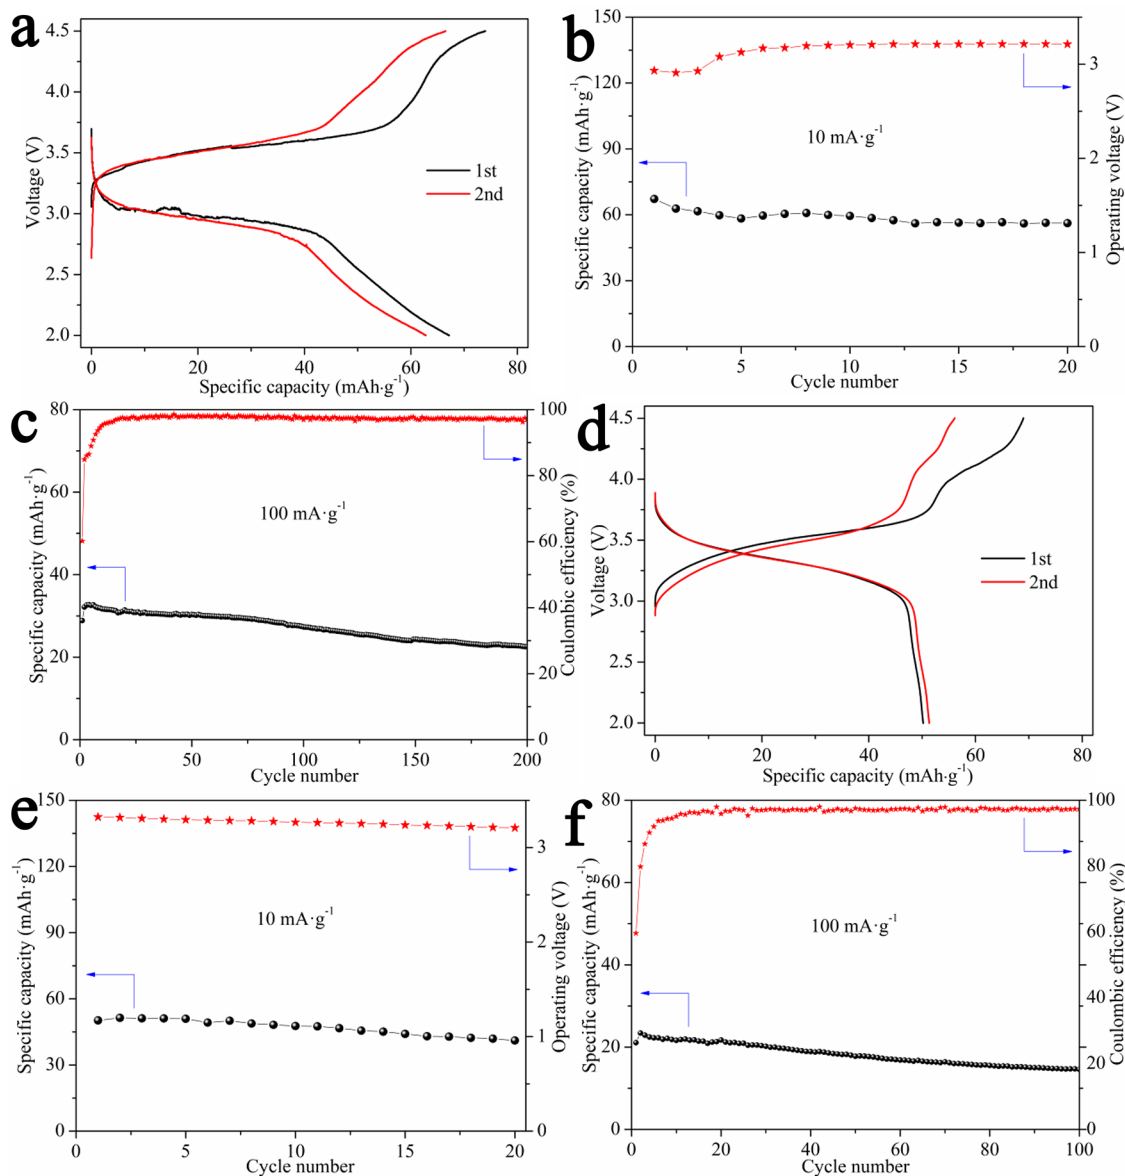 a
4.5
4.0
3.5
3.0
2.5
2.0
Voltage (V)
1st
2nd
0
20
40
60
80
Specific capacity (mAh·g⁻¹)
b
150
120
90
60
30
0
Specific capacity (mAh·g⁻¹)
10 mA·g⁻¹
3
2
1
0
Operating voltage (V)
0
5
10
15
20
Cycle number
c
80
60
40
20
0
Specific capacity (mAh·g⁻¹)
100 mA·g⁻¹
100
80
60
40
20
0
Coulombic efficiency (%)
0
50
100
150
200
Cycle number
d
4.5
4.0
3.5
3.0
2.5
2.0
Voltage (V)
1st
2nd
0
20
40
60
80
Specific capacity (mAh·g⁻¹)
e
150
120
90
60
30
0
Specific capacity (mAh·g⁻¹)
10 mA·g⁻¹
3
2
1
0
Operating voltage (V)
0
5
10
15
20
Cycle number
f
80
60
40
20
0
Specific capacity (mAh·g⁻¹)
100 mA·g⁻¹
100
80
60
40
20
0
Coulombic efficiency (%)
0
20
40
60
80
100
Cycle number